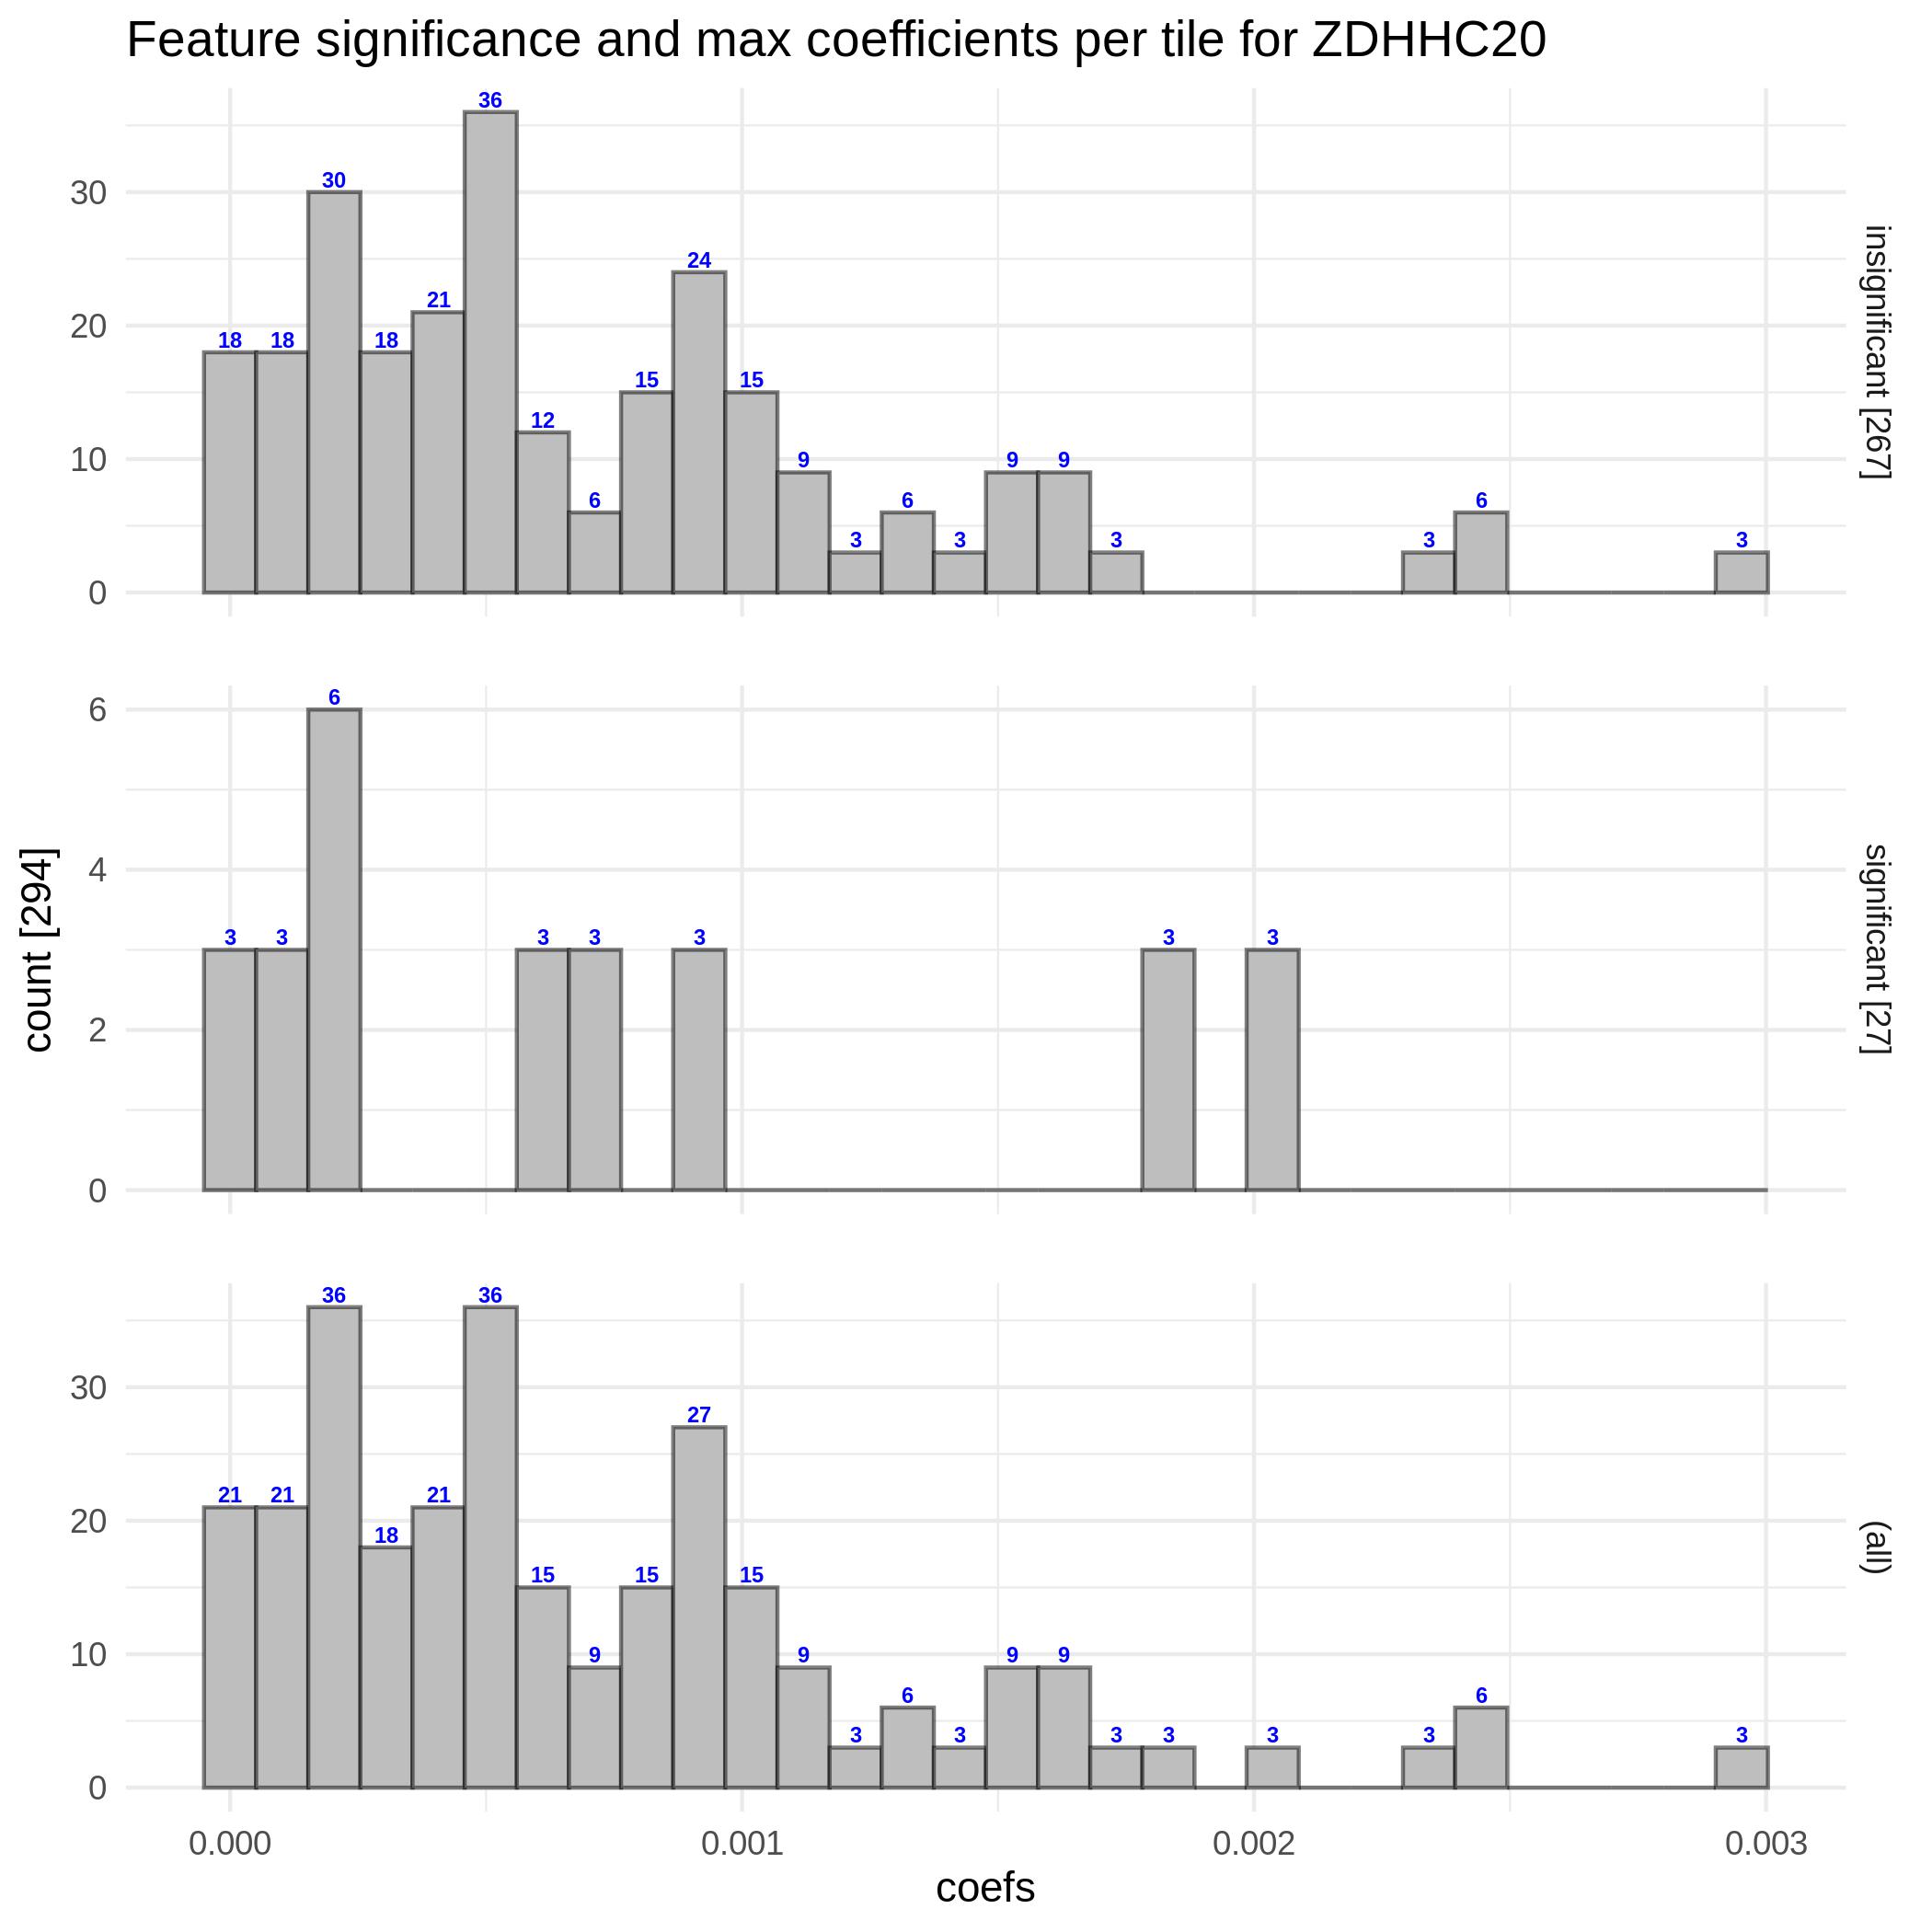 Feature significance and max coefficients per tile for ZDHHC20
36
30
24
21
18 18 18
15 15
12
9 9 9
6 6 6
3 3 3 3 3
30
20
10
0
insignificant [267]
6
3 3 3 3 3 3 3
6
4
2
0
significant [27]
count [294]
36 36
27
21 21 21
18
15 15 15
9 9 9 9
6 6
3 3 3 3 3 3 3
30
20
10
0
(all)
0.000 0.001 0.002 0.003
coefs